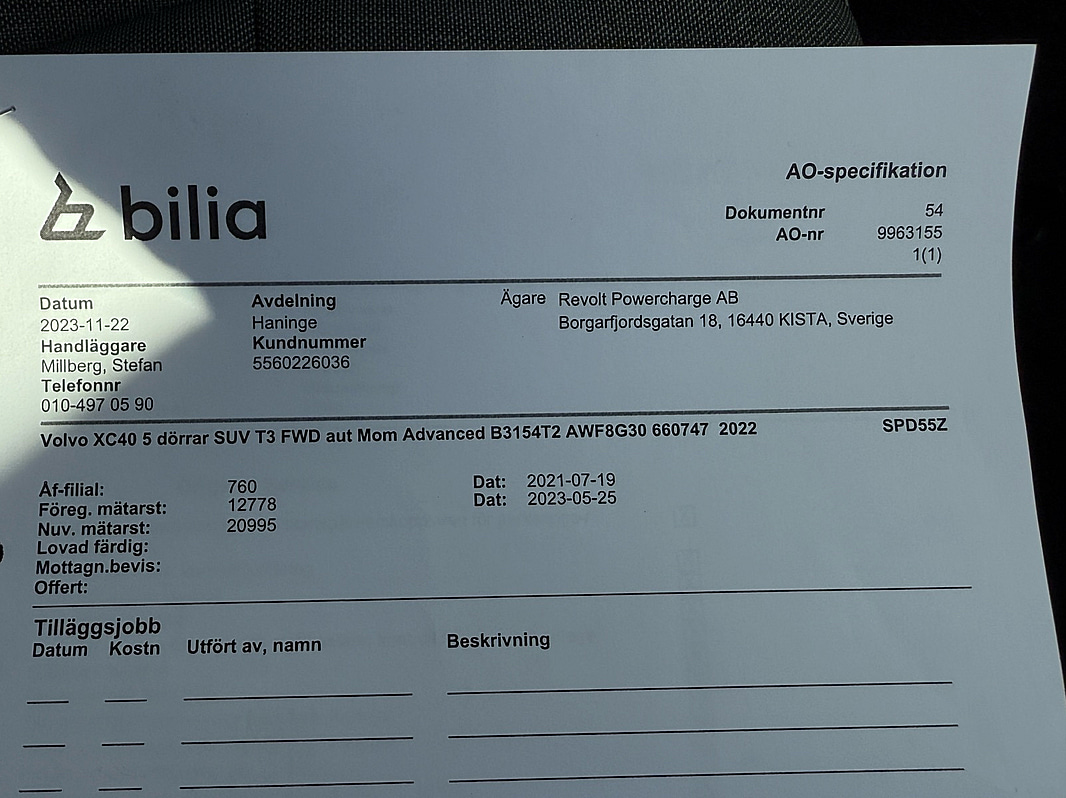 bilia
AO-specifikation
Dokumentnr 54
AO-nr 9963155
1(1)
Datum
2023-11-22
Handläggare
Millberg, Stefan
Telefonnr
010-497 05 90
Avdelning
Haninge
Kundnummer
5560226036
Ägare Revolt Powercharge AB
Borgarfjordsgatan 18, 16440 KISTA, Sverige
Volvo XC40 5 dörrar SUV T3 FWD aut Mom Advanced B3154T2 AWF8G30 660747 2022 SPD55Z
Åf-filial: 760 Dat: 2021-07-19
Föreg. mätarst: 12778 Dat: 2023-05-25
Nuv. mätarst: 20995
Lovad färdig:
Mottagn.bevis:
Offert:
Tilläggsjobb
Datum Kostn Utfört av, namn Beskrivning